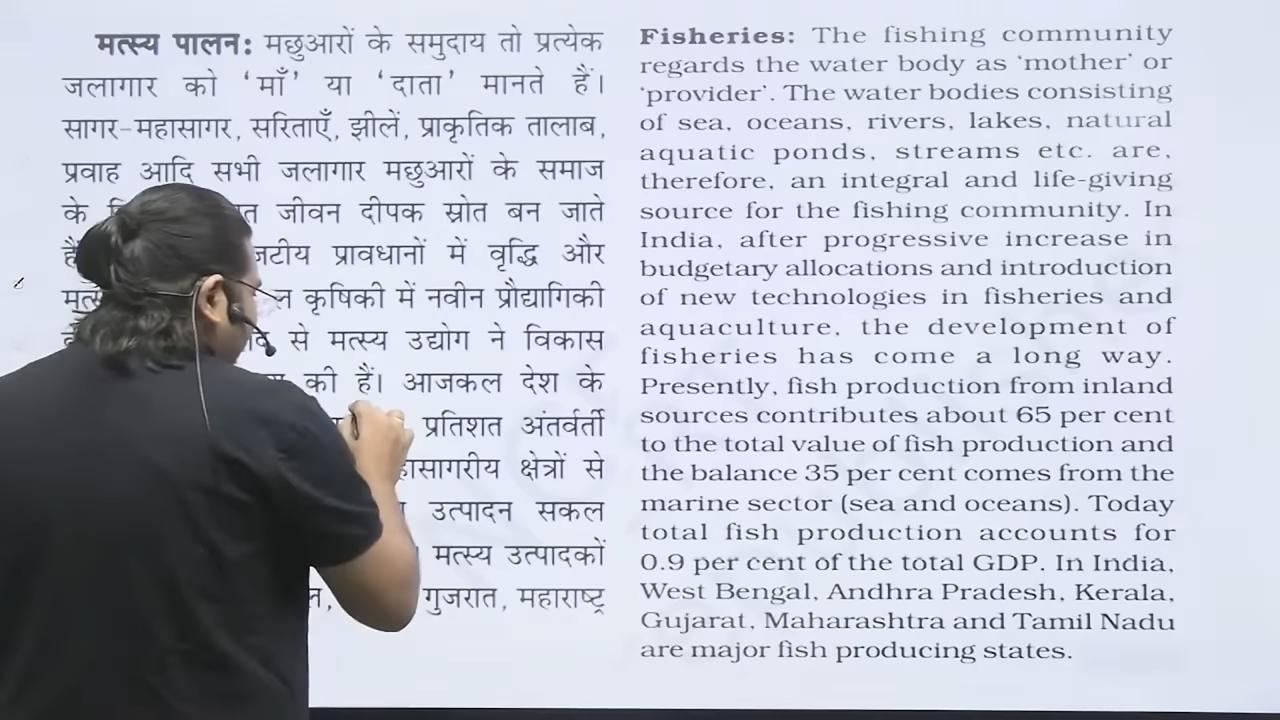 मत्स्य पालन: मछुआरों के समुदाय तो प्रत्येक
जलागार को ‘माँ’ या ‘दाता’ मानते हैं।
सागर-महासागर, सरिताएँ, झीलें, प्राकृतिक तालाब,
प्रवाह आदि सभी जलागार मछुआरों के समाज
के जीवन दीपक स्रोत बन जाते
प्रावधानों में वृद्धि और
कृषिकी में नवीन प्रौद्यागिकी
से मत्स्य उद्योग ने विकास
की हैं। आजकल देश के
प्रतिशत अंतर्वर्ती
क्षेत्रों से
उत्पादन सकल
मत्स्य उत्पादकों
गुजरात, महाराष्ट्र
Fisheries: The fishing community
regards the water body as ‘mother’ or
‘provider’. The water bodies consisting
of sea, oceans, rivers, lakes, natural
aquatic ponds, streams etc. are,
therefore, an integral and life-giving
source for the fishing community. In
India, after progressive increase in
budgetary allocations and introduction
of new technologies in fisheries and
aquaculture, the development of
fisheries has come a long way.
Presently, fish production from inland
sources contributes about 65 per cent
to the total value of fish production and
the balance 35 per cent comes from the
marine sector (sea and oceans). Today
total fish production accounts for
0.9 per cent of the total GDP. In India,
West Bengal, Andhra Pradesh, Kerala,
Gujarat, Maharashtra and Tamil Nadu
are major fish producing states.